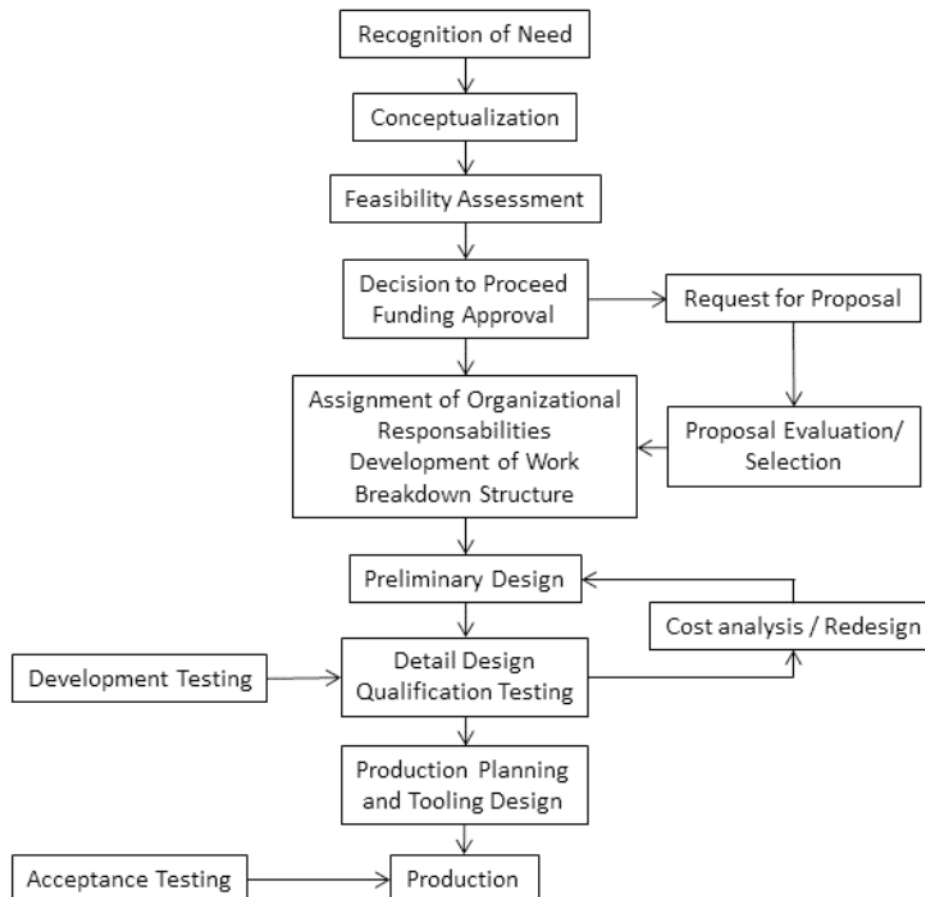 Recognition of Need
Conceptualization
Feasibility Assessment
Decision to Proceed
Funding Approval
Request for Proposal
Assignment of Organizational
Responsabilities
Development of Work
Breakdown Structure
Proposal Evaluation/
Selection
Preliminary Design
Cost analysis / Redesign
Development Testing
Detail Design
Qualification Testing
Production Planning
and Tooling Design
Acceptance Testing
Production